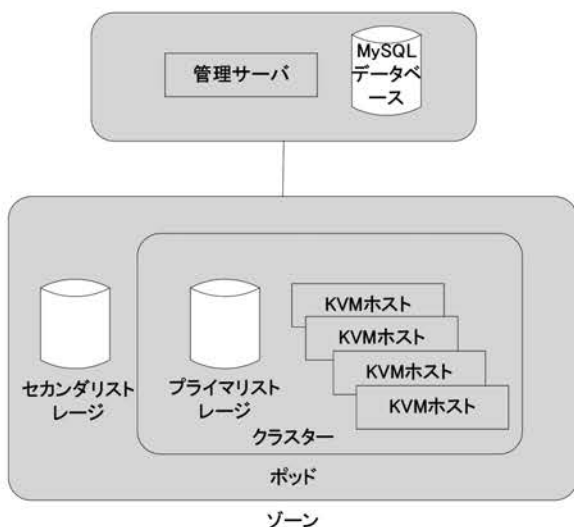 管理サーバ
MySQL
データベ
ース
KVMホスト
KVMホスト
KVMホスト
KVMホスト
セカンダリスト
レージ
プライマリスト
レージ
クラスター
ポッド
ゾーン